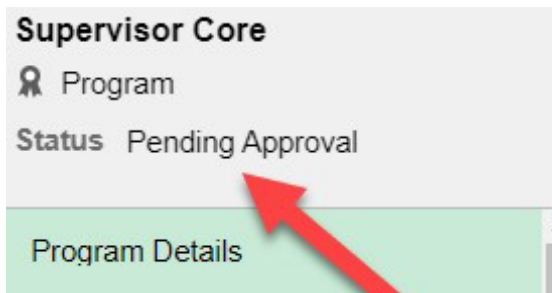 Supervisor Core
Program
Status Pending Approval
Program Details